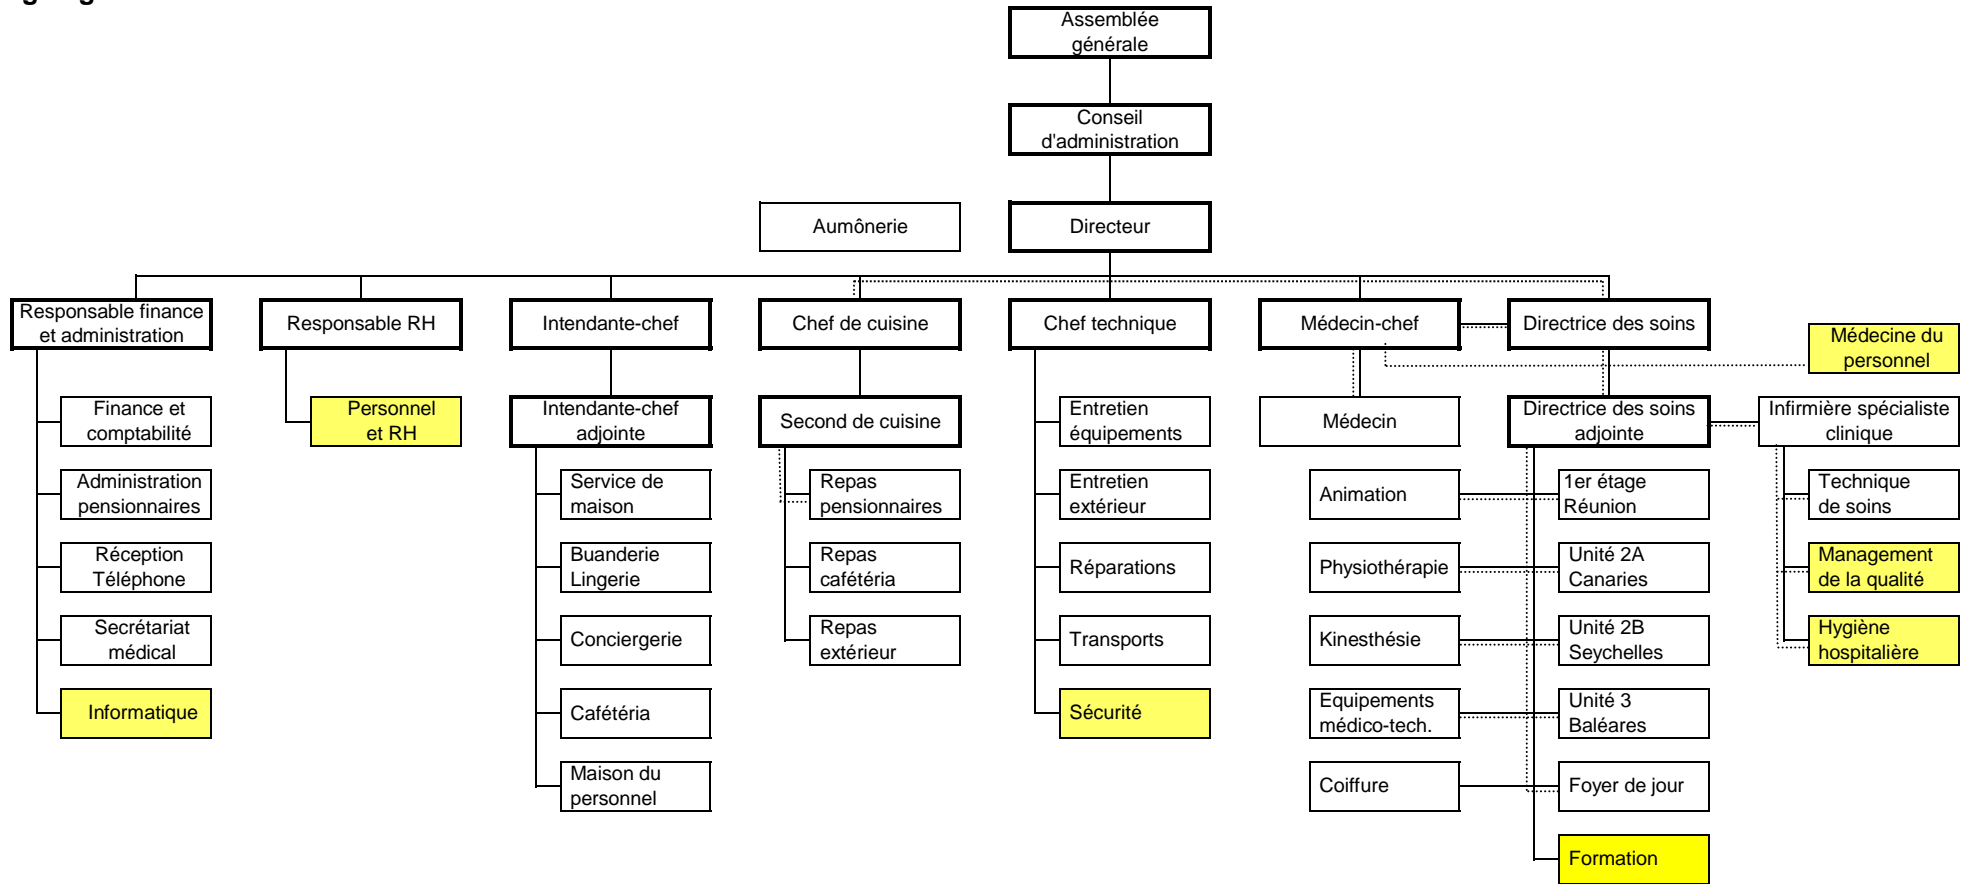 Assemblée
générale
Conseil
d'administration
Aumônerie
Directeur
Responsable finance
et administration
Responsable RH
Intendante-chef
Chef de cuisine
Chef technique
Médecin-chef
Directrice des soins
Médecine du
personnel
Finance et
comptabilité
Personnel
et RH
Intendante-chef
adjointe
Second de cuisine
Entretien
équipements
Médecin
Directrice des soins
adjointe
Infirmière spécialiste
clinique
Administration
pensionnaires
Service de
maison
Repas
pensionnaires
Entretien
extérieur
Animation
1er étage
Réunion
Technique
de soins
Réception
Téléphone
Buanderie
Lingerie
Repas
cafétéria
Réparations
Physiothérapie
Unité 2A
Canaries
Management
de la qualité
Secrétariat
médical
Conciergerie
Repas
extérieur
Transports
Kinesthésie
Unité 2B
Seychelles
Hygiène
hospitalière
Informatique
Cafétéria
Sécurité
Equipements
médico-tech.
Unité 3
Baléares
Maison du
personnel
Coiffure
Foyer de jour
Formation